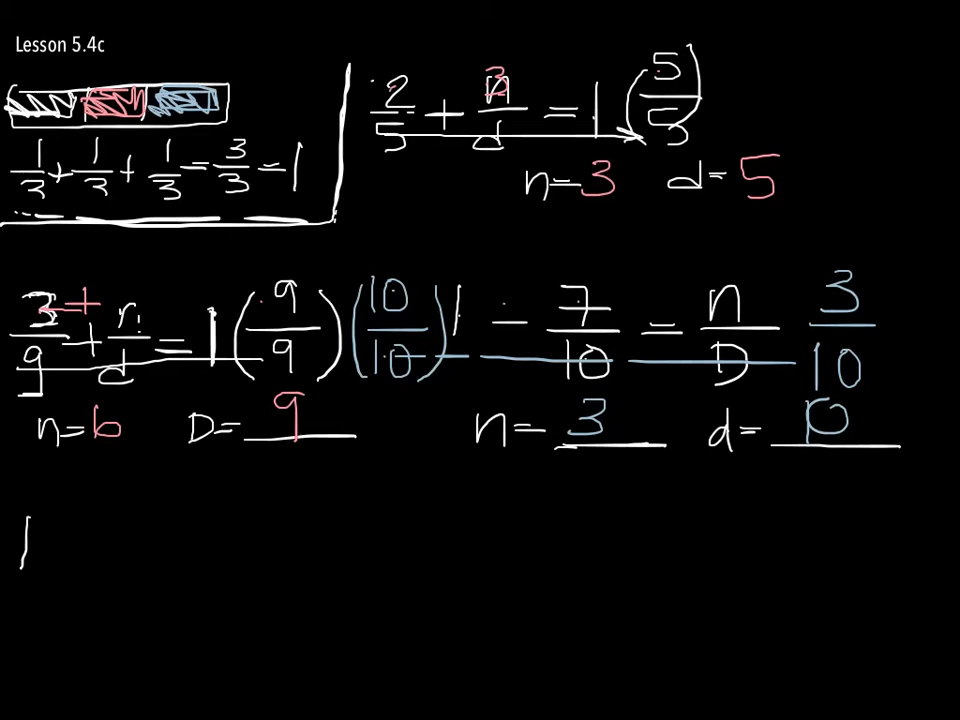 Lesson 5.4c
1/3 + 1/3 + 1/3 = 3/3 = 1
2/5 + n/d = 1 (5/5)
n = 3 d = 5
3/9 + n/d = 1 (9/9)
n = 6 D = 9
(10/10) 1 - 7/10 = n/D 3/10
n = 3 d = 10
1